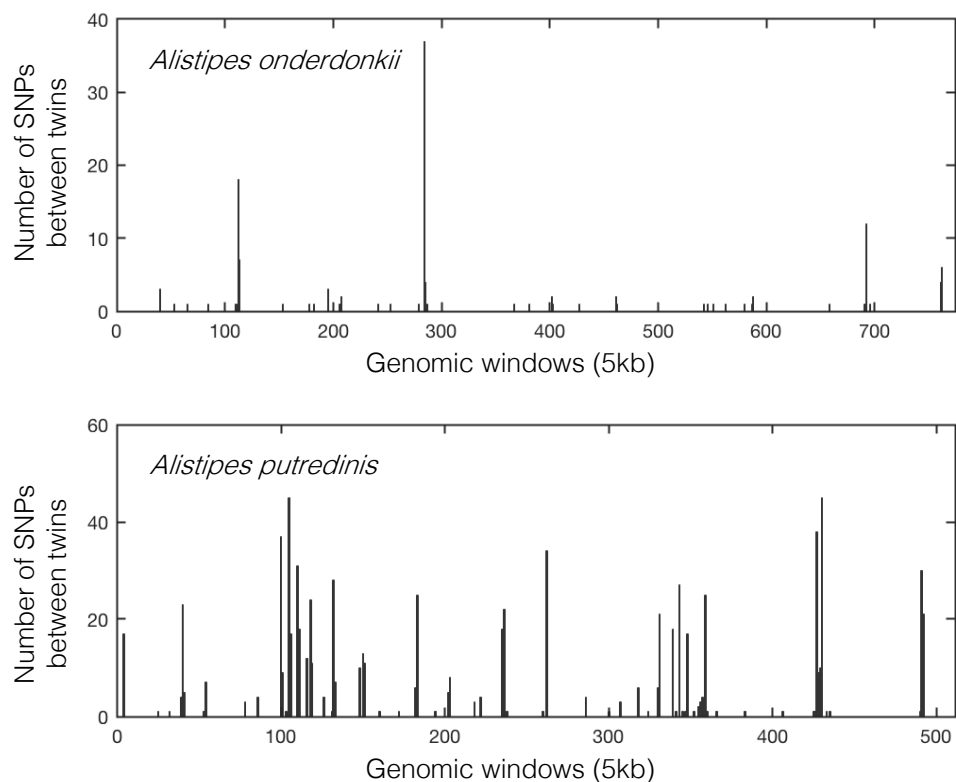 Number of SNPs
between twins
40
30
20
10
0
Alistipes onderdonkii
0 100 200 300 400 500 600 700
Genomic windows (5kb)
Number of SNPs
between twins
60
40
20
0
Alistipes putredinis
0 100 200 300 400 500
Genomic windows (5kb)